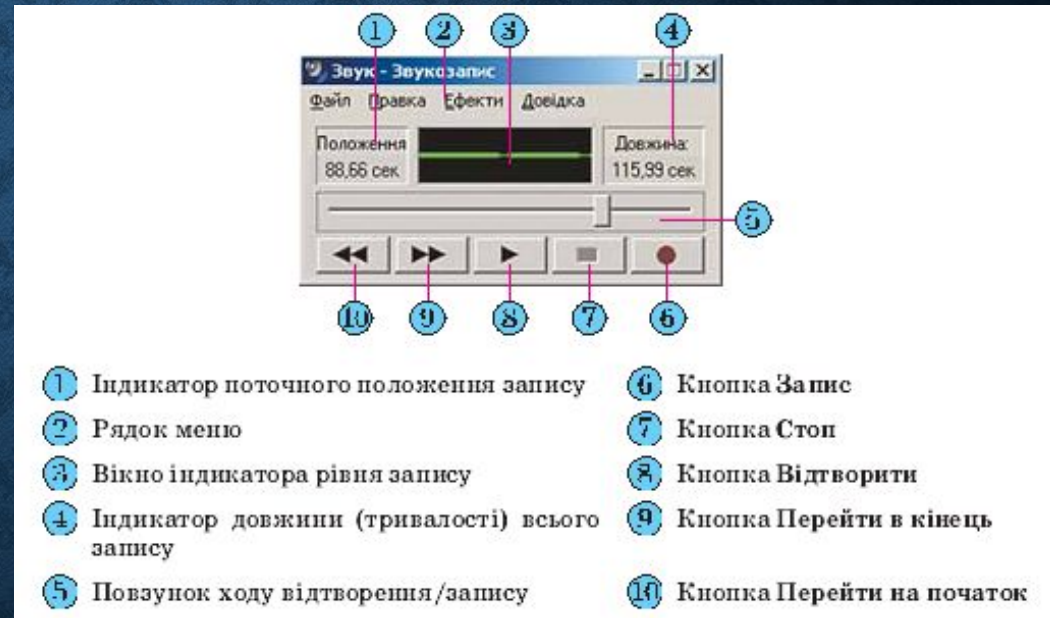 1 2 3 4
Звук - Звукозапис
Файл Правка Ефекти Довідка
Положення Довжина:
88,66 сек 115,99 сек
5
10 9 8 7 6
1 Індикатор поточного положення запису
2 Рядок меню
3 Вікно індикатора рівня запису
4 Індикатор довжини (тривалості) всього
запису
5 Повзунок ходу відтворення/запису
6 Кнопка Запис
7 Кнопка Стоп
8 Кнопка Відтворити
9 Кнопка Перейти в кінець
10 Кнопка Перейти на початок